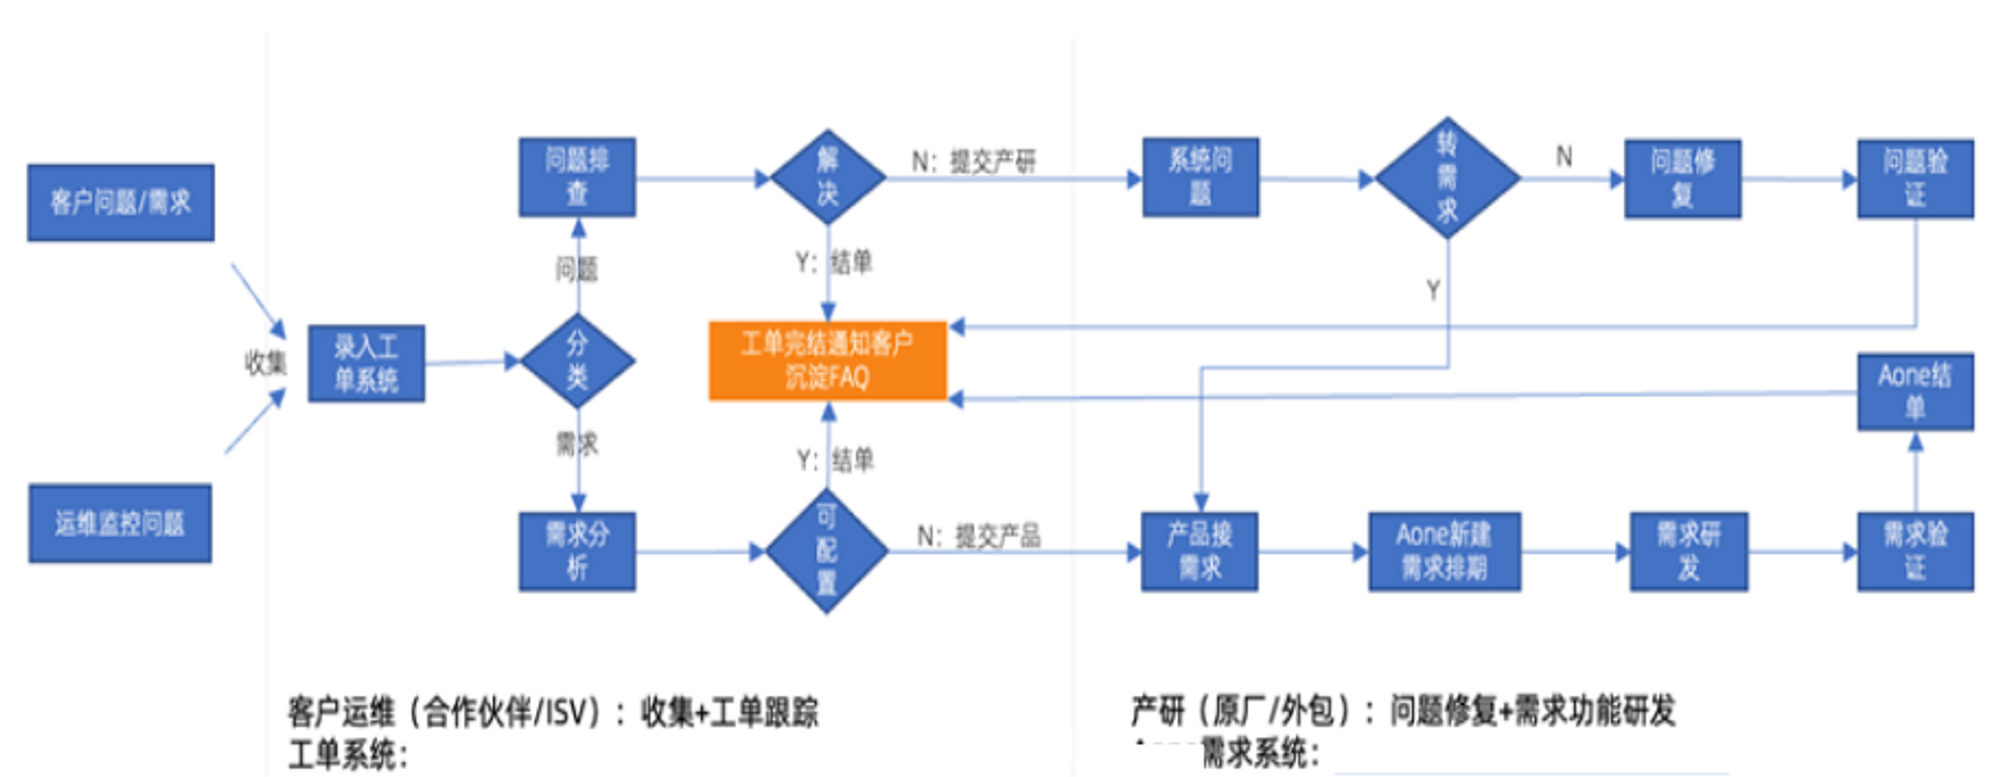 客户问题/需求
运维监控问题
收集
录入工
单系统
分
类
问题
需求
问题排
查
解
决
N：提交产研
Y：结单
工单完结通知客户
沉淀FAQ
Y：结单
需求分
析
可
配
置
N：提交产品
系统问
题
转
需
求
N
Y
问题修
复
问题验
证
Aone结
单
产品接
需求
Aone新建
需求排期
需求研
发
需求验
证
客户运维（合作伙伴/ISV）：收集+工单跟踪
工单系统：
产研（原厂/外包）：问题修复+需求功能研发
需求系统：